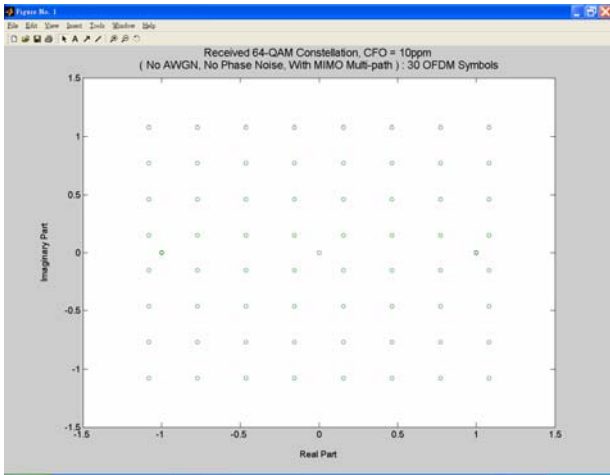 Figure No. 1
File Edit View Insert Tools Window Help
Received 64-QAM Constellation, CFO = 10ppm
( No AWGN, No Phase Noise, With MIMO Multi-path ) : 30 OFDM Symbols
1.5
1
0.5
0
-0.5
-1
-1.5
Imaginary Part
-1.5 -1 -0.5 0 0.5 1 1.5
Real Part